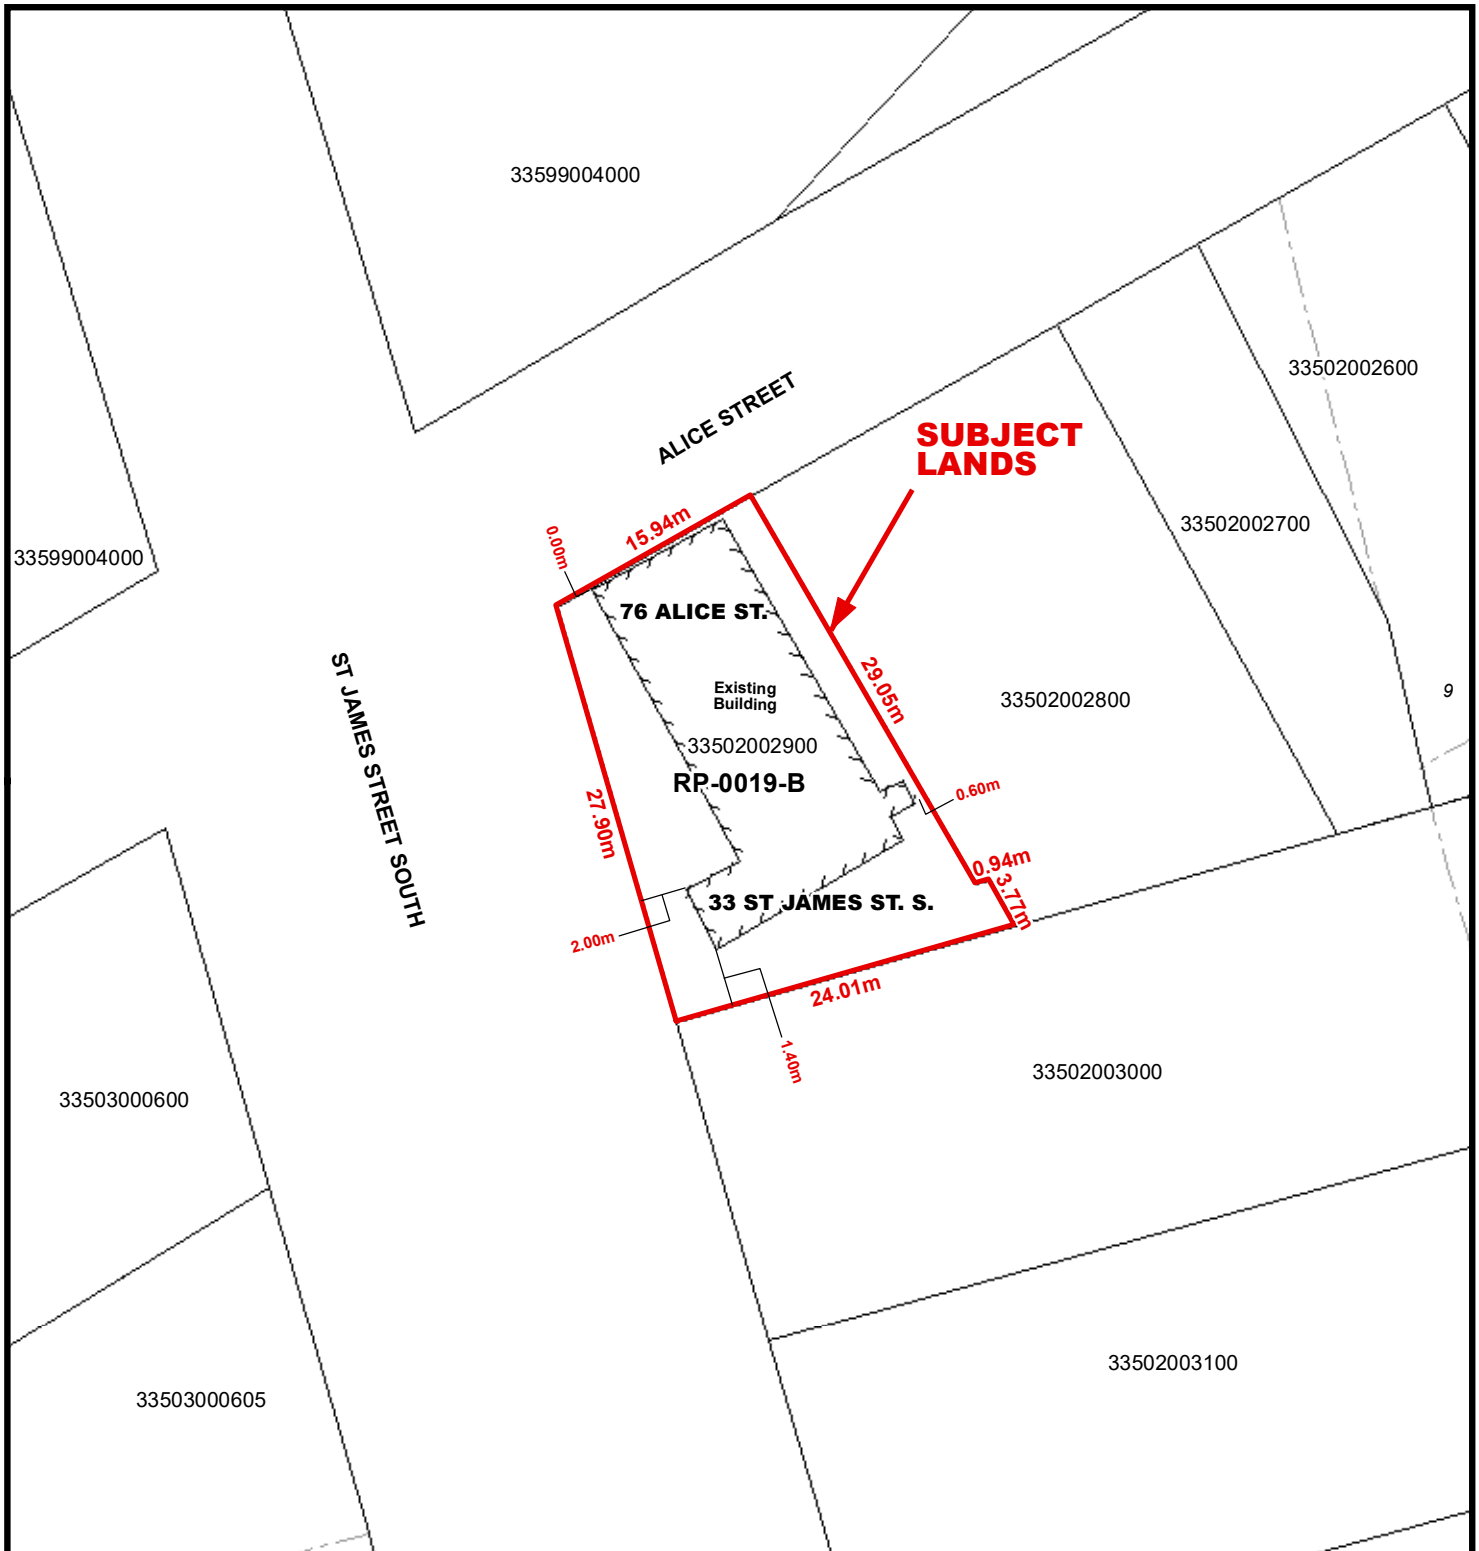 33599004000
33502002600
ALICE STREET
SUBJECT
LANDS
15.94m
33502002700
0.00m
33599004000
76 ALICE ST.
ST JAMES STREET SOUTH
29.05m
Existing
Building
33502002800
9
33502002900
RP-0019-B
0.60m
27.90m
0.94m
3.77m
33 ST JAMES ST. S.
2.00m
24.01m
1.40m
33502003000
33503000600
33502003100
33503000605